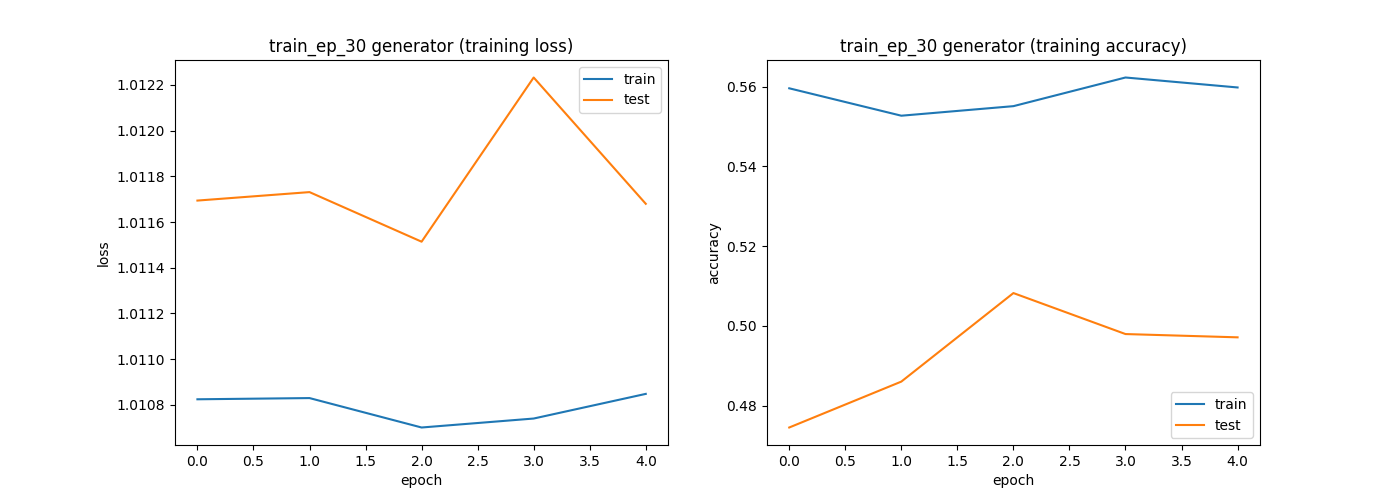 train_ep_30 generator (training loss)
1.0122
1.0120
1.0118
1.0116
1.0114
1.0112
1.0110
1.0108
loss
train
test
0.0 0.5 1.0 1.5 2.0 2.5 3.0 3.5 4.0
epoch
train_ep_30 generator (training accuracy)
0.56
0.54
0.52
0.50
0.48
accuracy
train
test
0.0 0.5 1.0 1.5 2.0 2.5 3.0 3.5 4.0
epoch